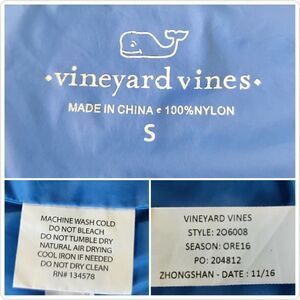 vineyard vines
MADE IN CHINA 100%NYLON
S
MACHINE WASH COLD
DO NOT BLEACH
DO NOT TUMBLE DRY
NATURAL AIR DRYING
COOL IRON IF NEEDED
DO NOT DRY CLEAN
RN# 134578
VINEYARD VINES
STYLE: 2O6008
SEASON: ORE16
PO: 204812
ZHONGSHAN - DATE : 11/16